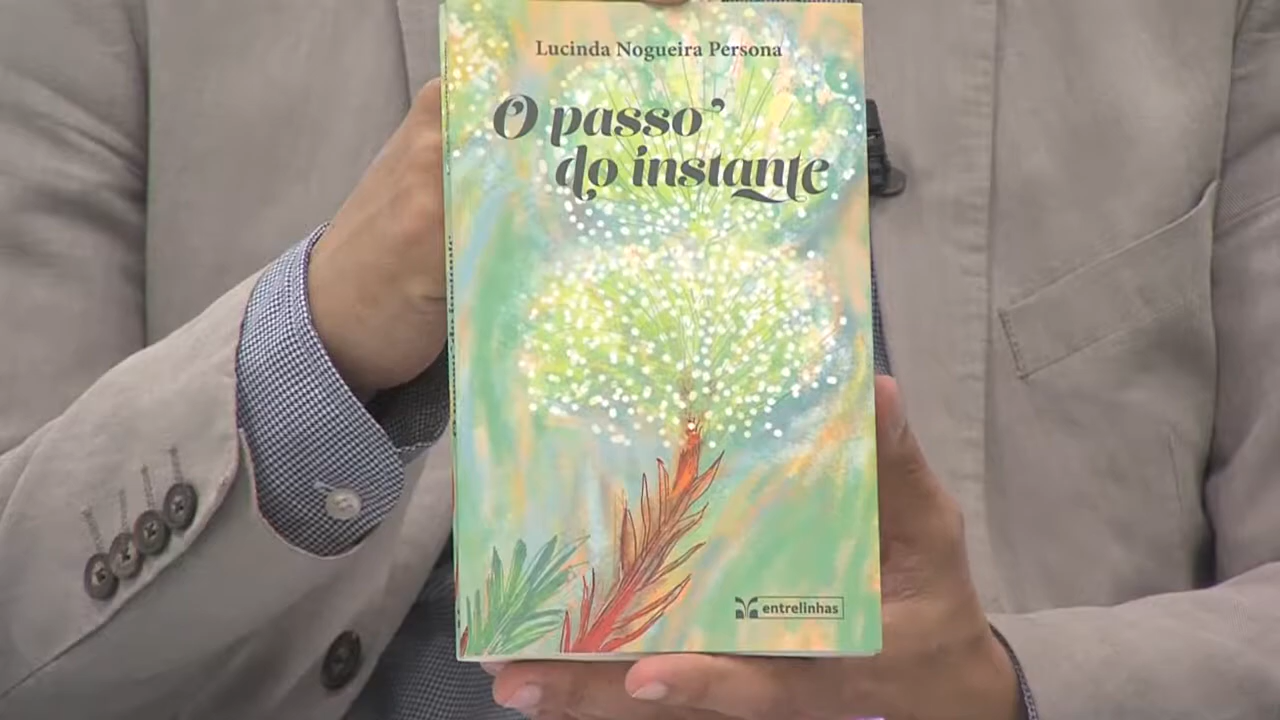 Lucinda Nogueira Persona
O passo
do instante
entrelinhas